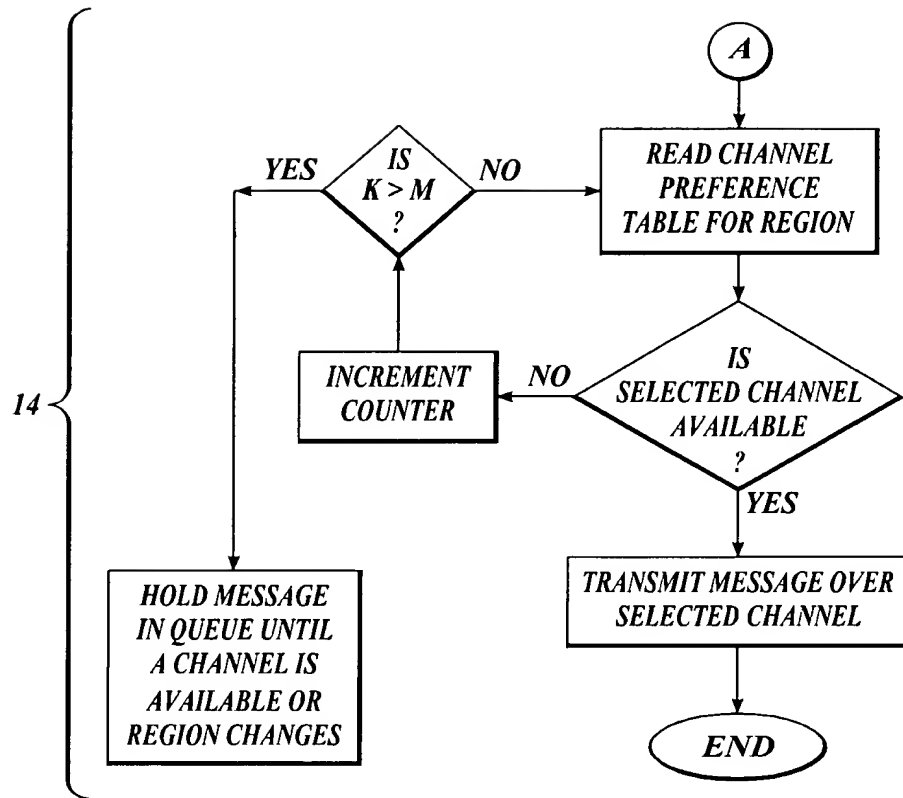 A
READ CHANNEL
PREFERENCE
TABLE FOR REGION
IS
K > M
?
YES
NO
IS
SELECTED CHANNEL
AVAILABLE
?
NO
INCREMENT
COUNTER
14
YES
TRANSMIT MESSAGE OVER
SELECTED CHANNEL
HOLD MESSAGE
IN QUEUE UNTIL
A CHANNEL IS
AVAILABLE OR
REGION CHANGES
END